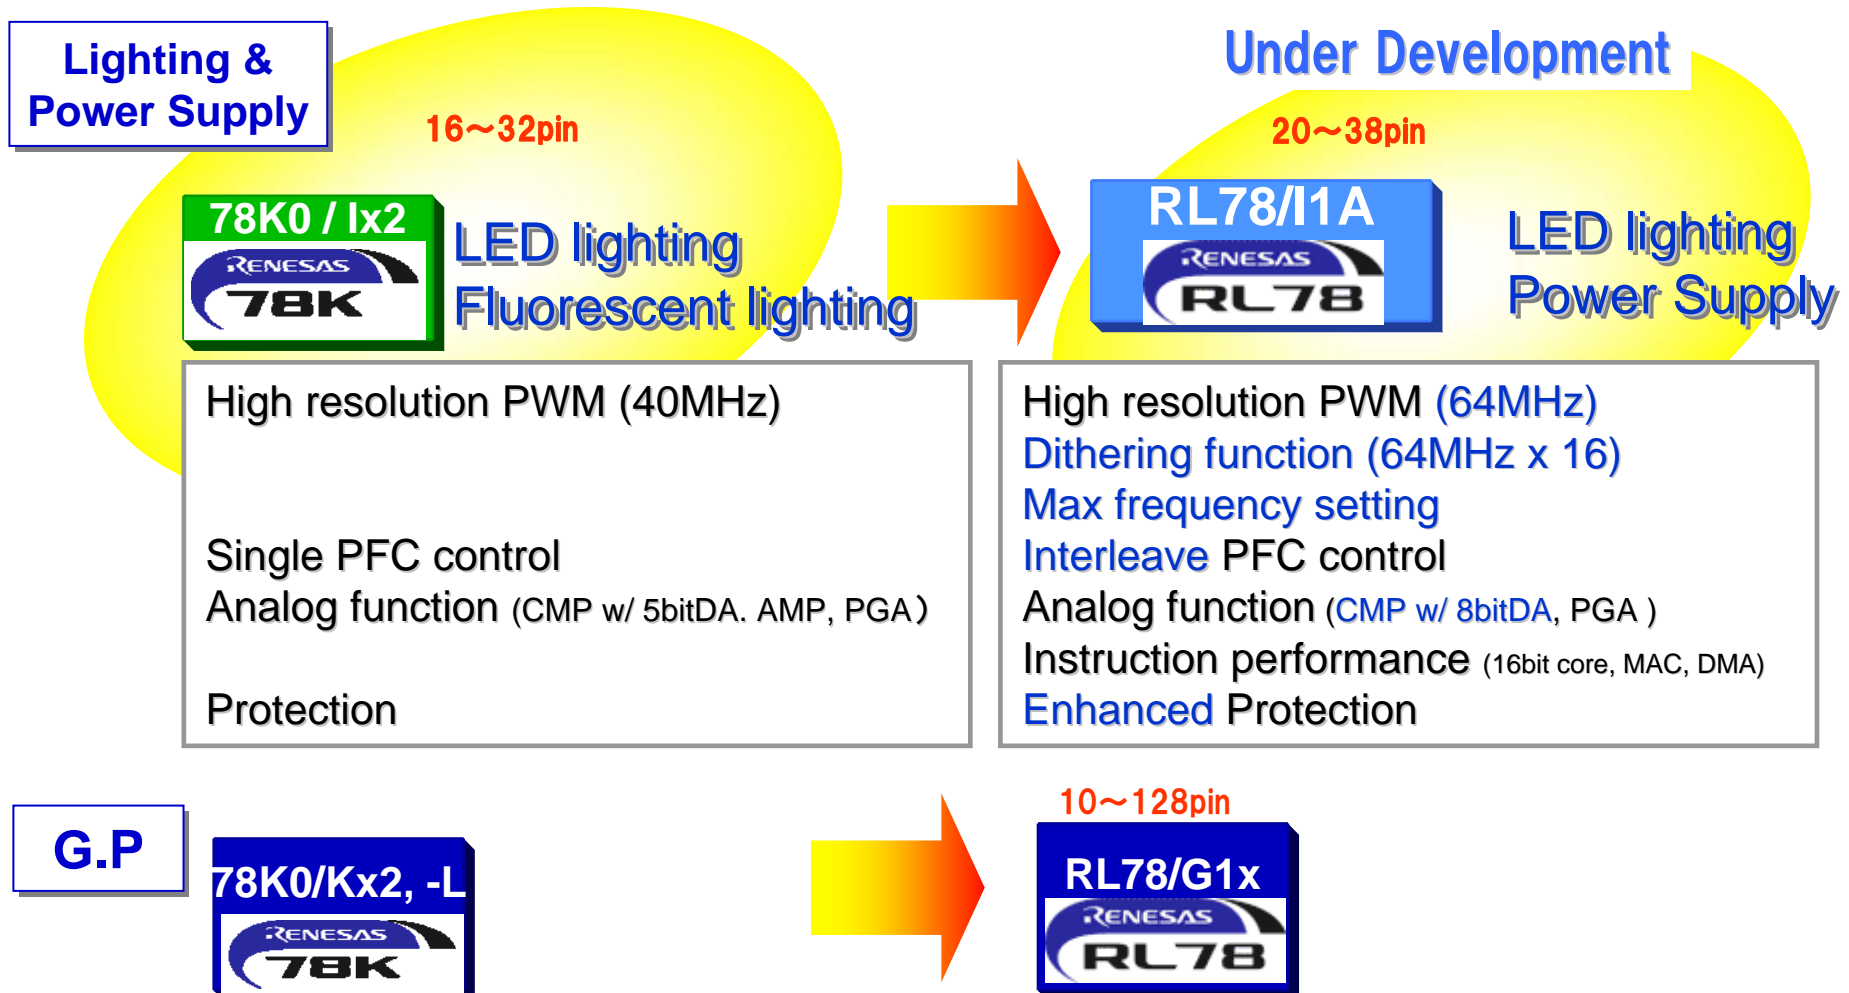 Lighting &
Power Supply
Under Development
16～32pin
20～38pin
78K0 / Ix2
RENESAS
78K
LED lighting
Fluorescent lighting
RL78/I1A
RENESAS
RL78
LED lighting
Power Supply
High resolution PWM (40MHz)
Single PFC control
Analog function (CMP w/ 5bitDA. AMP, PGA）
Protection
High resolution PWM (64MHz)
Dithering function (64MHz x 16)
Max frequency setting
Interleave PFC control
Analog function (CMP w/ 8bitDA, PGA )
Instruction performance (16bit core, MAC, DMA)
Enhanced Protection
G.P
78K0/Kx2, -L
RENESAS
78K
10～128pin
RL78/G1x
RENESAS
RL78